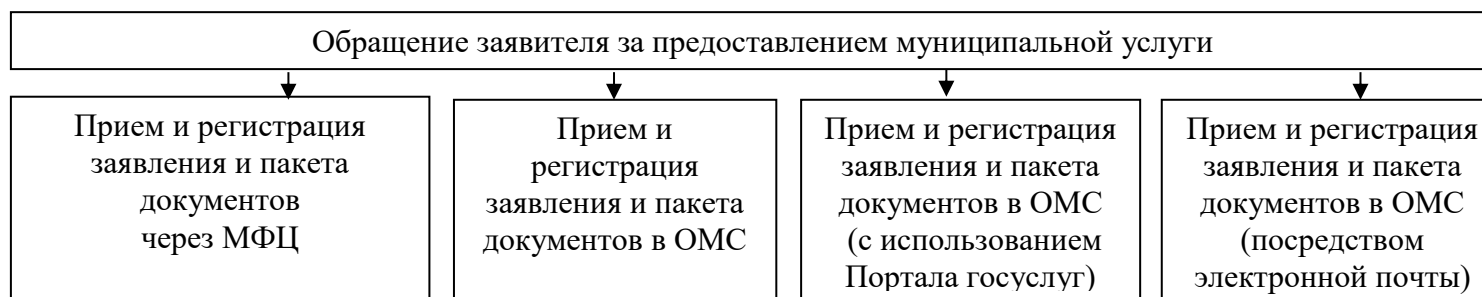 Обращение заявителя за предоставлением муниципальной услуги
Прием и регистрация
заявления и пакета
документов
через МФЦ
Прием и
регистрация
заявления и пакета
документов в ОМС
Прием и регистрация
заявления и пакета
документов в ОМС
(с использованием
Портала госуслуг)
Прием и регистрация
заявления и пакета
документов в ОМС
(посредством
электронной почты)